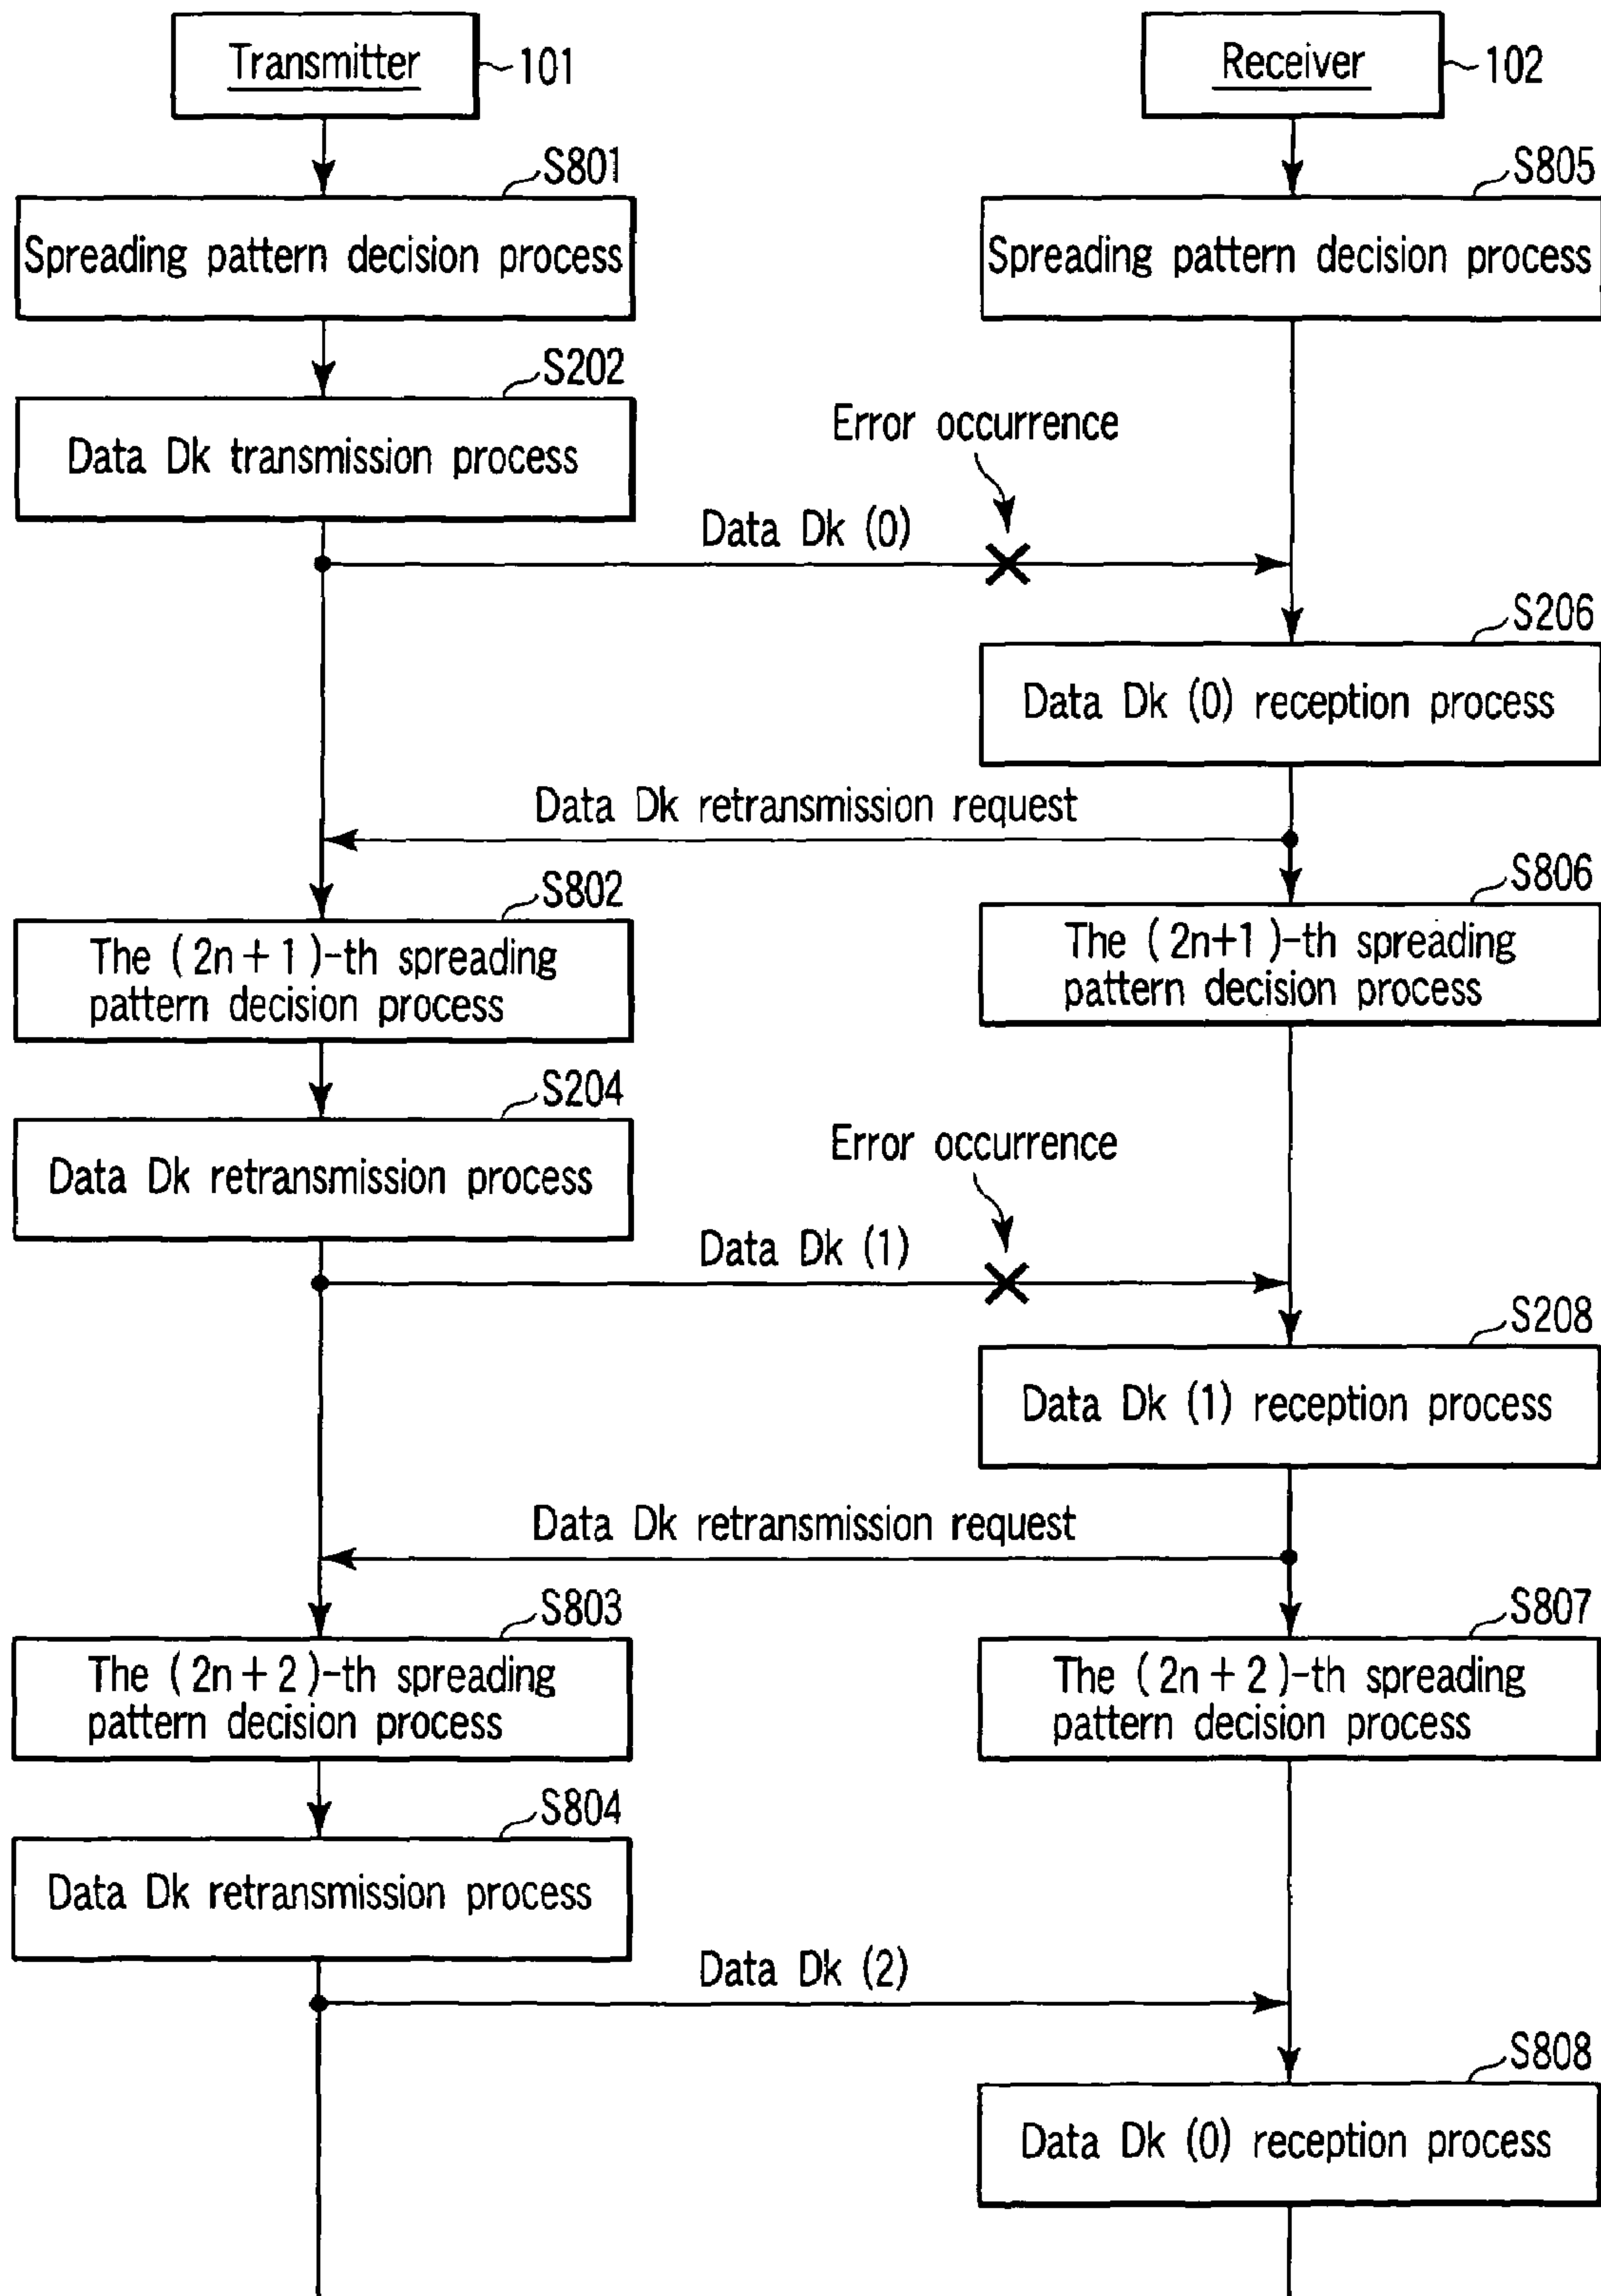 Transmitter
101
Receiver
102
S801
S805
Spreading pattern decision process
Spreading pattern decision process
S202
Data Dk transmission process
Error occurrence
Data Dk (0)
S206
Data Dk (0) reception process
Data Dk retransmission request
S802
S806
The (2n+1)-th spreading
pattern decision process
The (2n+1)-th spreading
pattern decision process
S204
Data Dk retransmission process
Error occurrence
Data Dk (1)
S208
Data Dk (1) reception process
Data Dk retransmission request
S803
S807
The (2n+2)-th spreading
pattern decision process
The (2n+2)-th spreading
pattern decision process
S804
Data Dk retransmission process
Data Dk (2)
S808
Data Dk (0) reception process